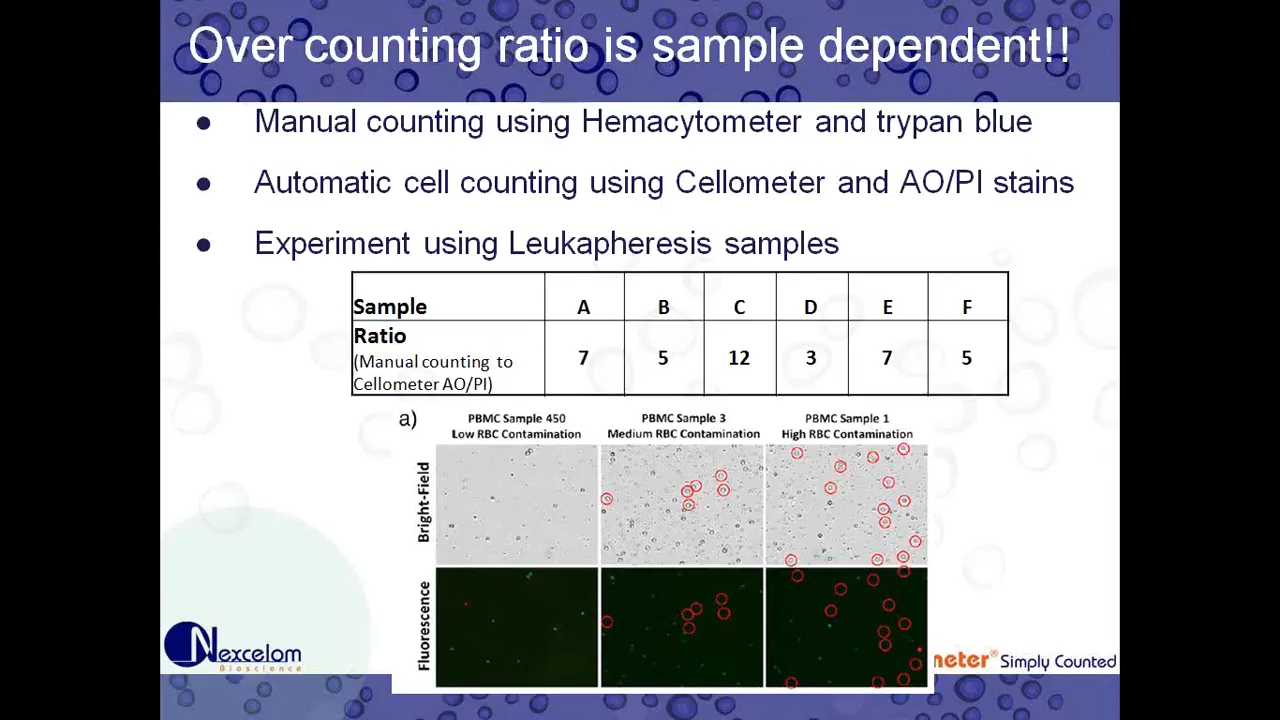 Over counting ratio is sample dependent!!
● Manual counting using Hemacytometer and trypan blue
● Automatic cell counting using Cellometer and AO/PI stains
● Experiment using Leukapheresis samples
Sample A B C D E F
Ratio
(Manual counting to
Cellometer AO/PI) 7 5 12 3 7 5
a)
PBMC Sample 450 PBMC Sample 3 PBMC Sample 1
Low RBC Contamination Medium RBC Contamination High RBC Contamination
Bright-Field
Fluorescence
Nexcelom
Bioscience
meter® Simply Counted